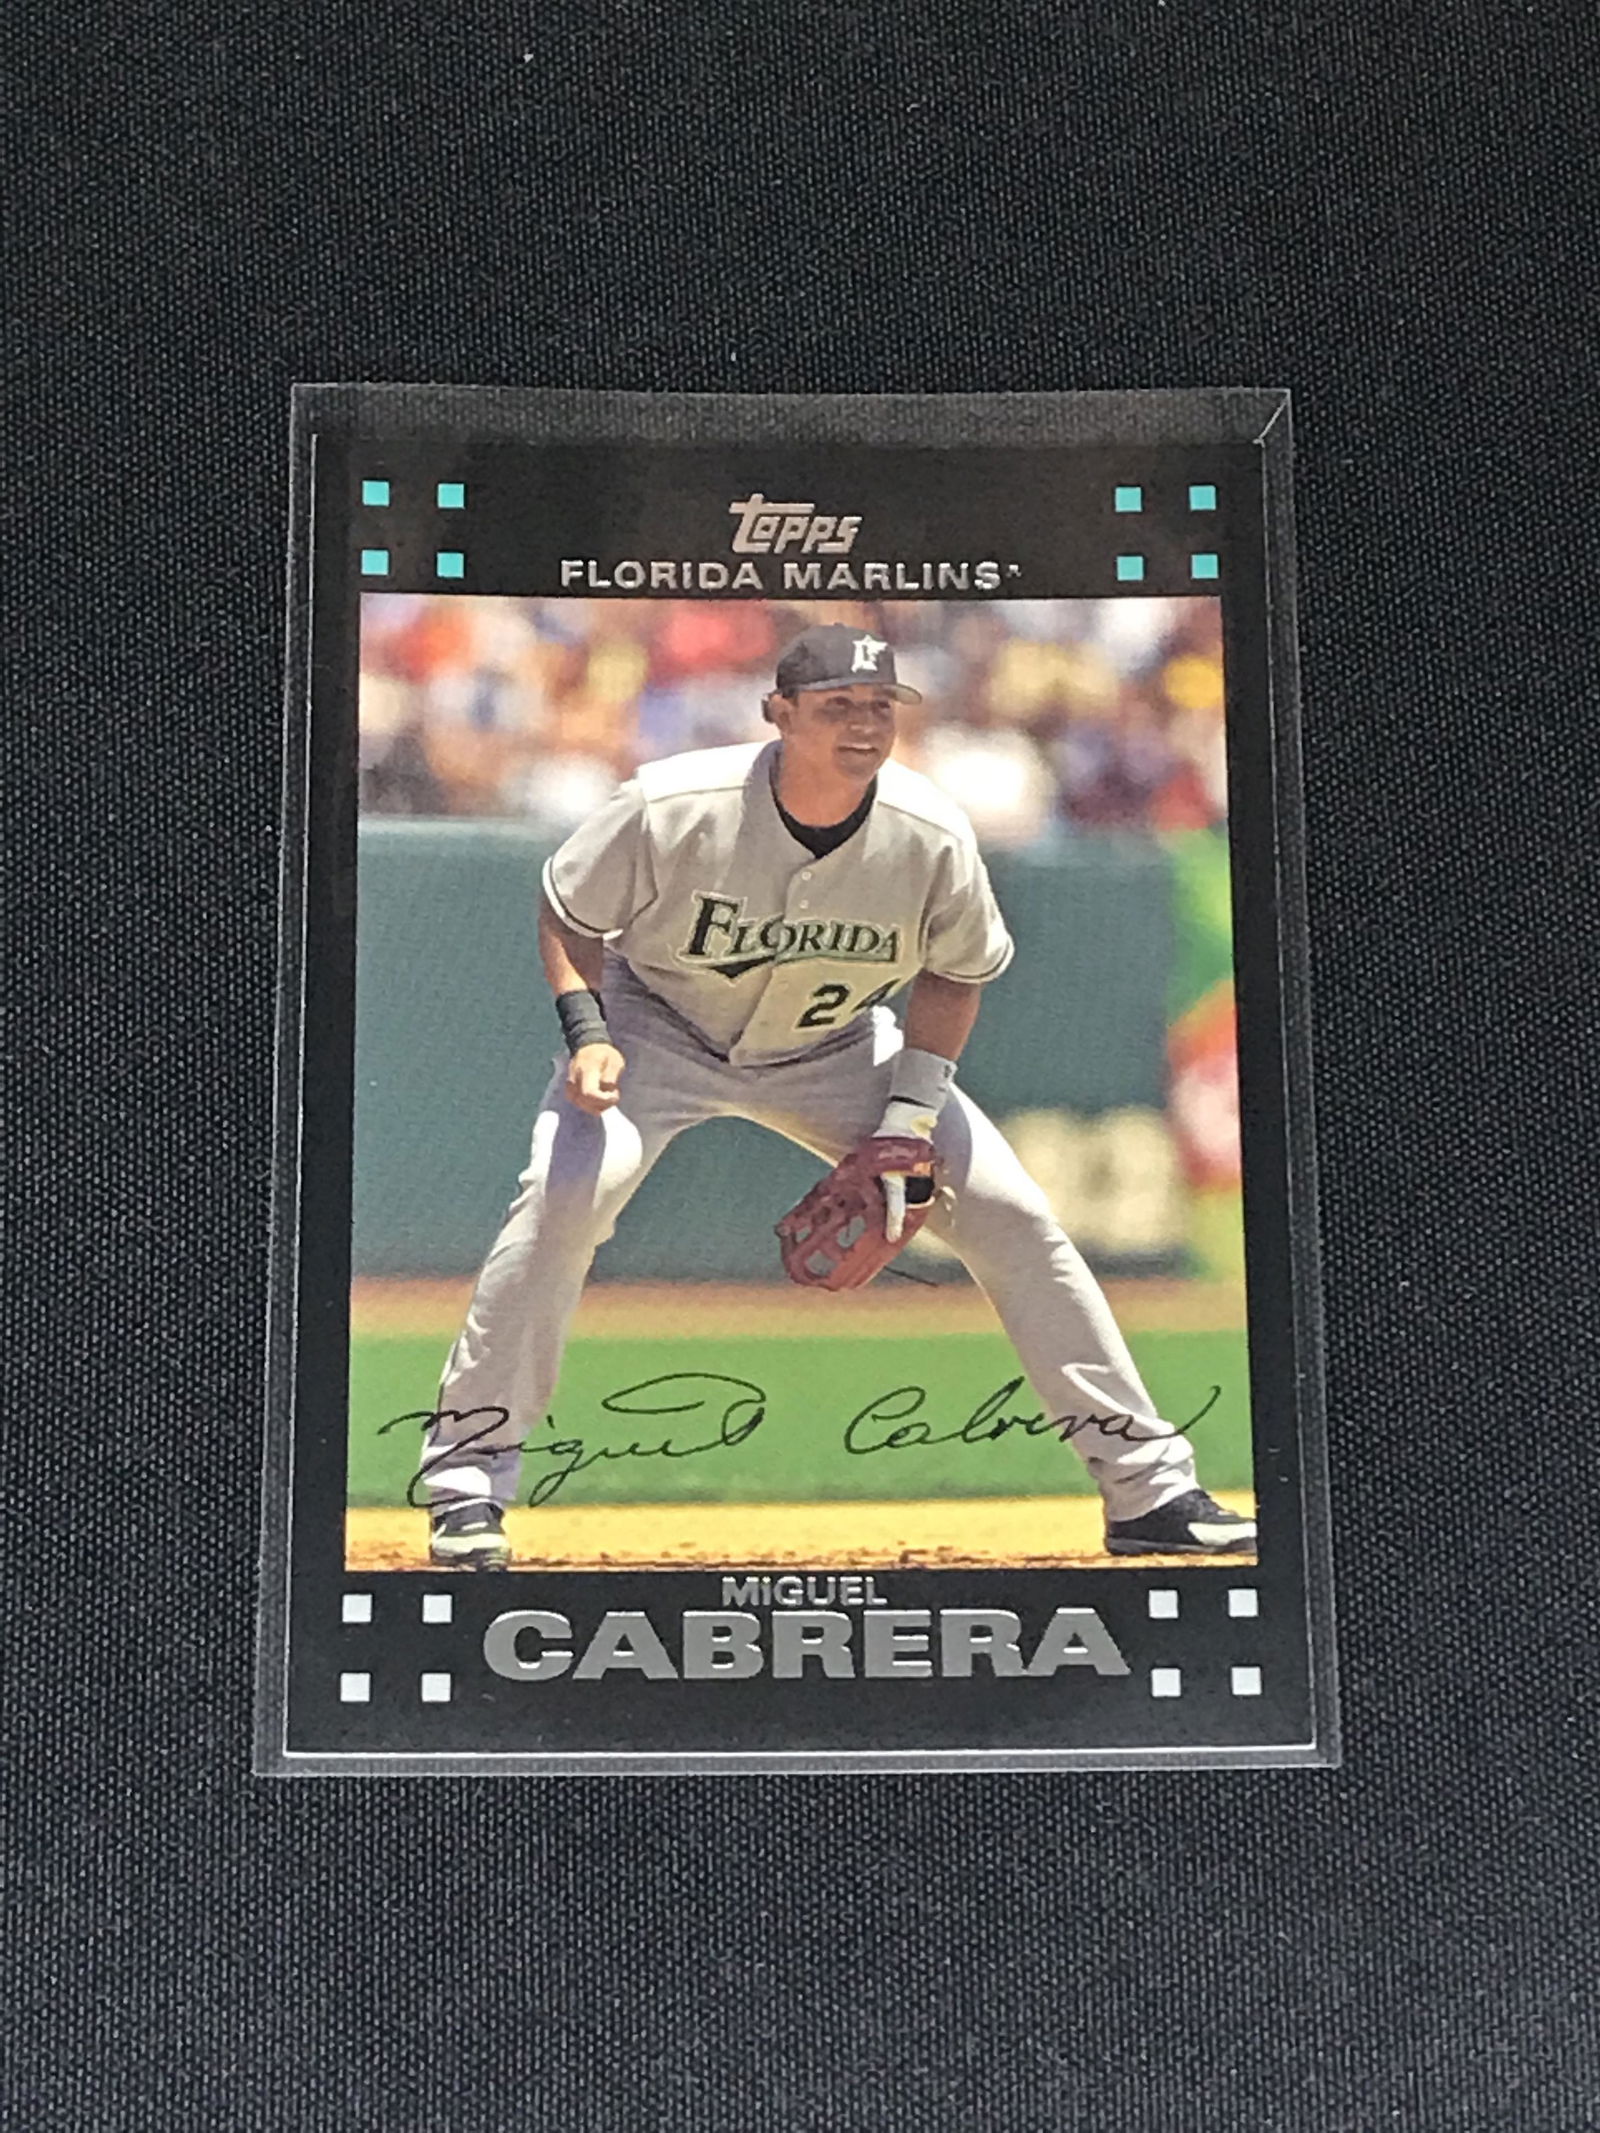 Topps
FLORIDA MARLINS
F
FLORIDA
24
Miguel Cabrera
MIGUEL
CABRERA